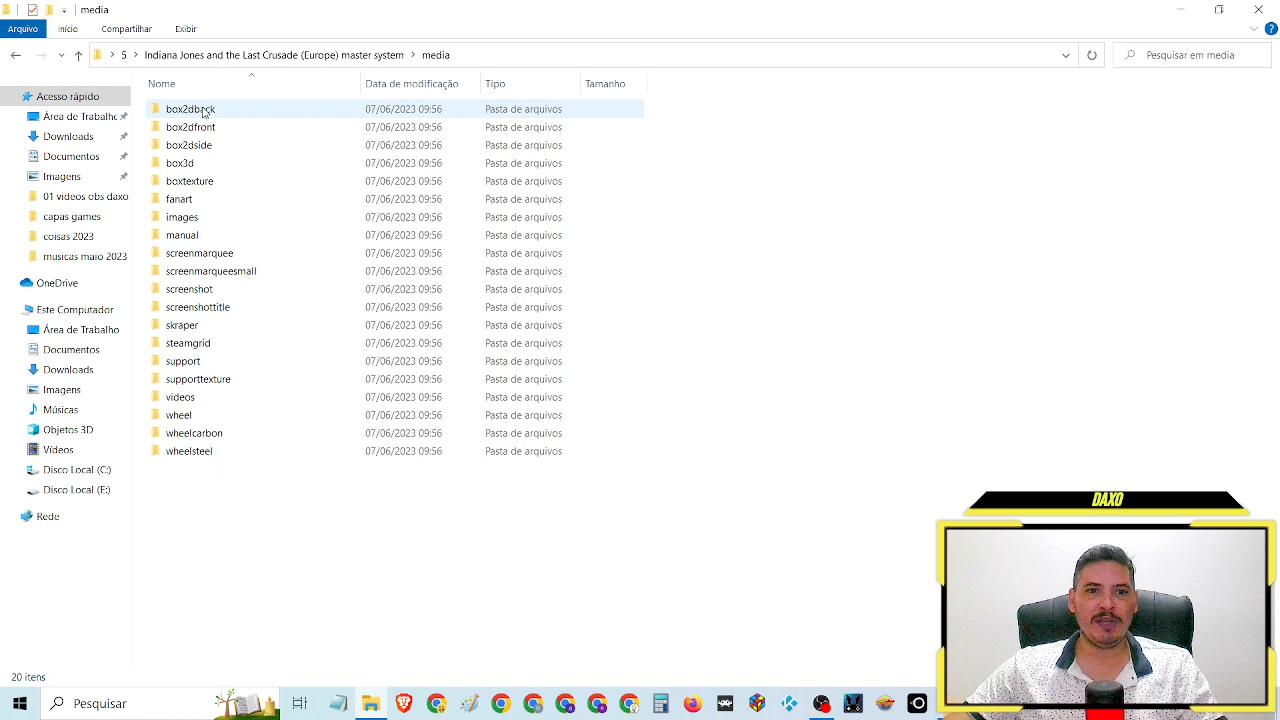 media
Arquivo Início Compartilhar Exibir
5 Indiana Jones and the Last Crusade (Europe) master system media
Pesquisar em media
Nome Data de modificação Tipo Tamanho
box2dback 07/06/2023 09:56 Pasta de arquivos
box2dfront 07/06/2023 09:56 Pasta de arquivos
box2dside 07/06/2023 09:56 Pasta de arquivos
box3d 07/06/2023 09:56 Pasta de arquivos
boxtexture 07/06/2023 09:56 Pasta de arquivos
fanart 07/06/2023 09:56 Pasta de arquivos
images 07/06/2023 09:56 Pasta de arquivos
manual 07/06/2023 09:56 Pasta de arquivos
screenmarquee 07/06/2023 09:56 Pasta de arquivos
screenmarqueesmall 07/06/2023 09:56 Pasta de arquivos
screenshot 07/06/2023 09:56 Pasta de arquivos
screenshottitle 07/06/2023 09:56 Pasta de arquivos
skraper 07/06/2023 09:56 Pasta de arquivos
steamgrid 07/06/2023 09:56 Pasta de arquivos
support 07/06/2023 09:56 Pasta de arquivos
supporttexture 07/06/2023 09:56 Pasta de arquivos
videos 07/06/2023 09:56 Pasta de arquivos
wheel 07/06/2023 09:56 Pasta de arquivos
wheelcarbon 07/06/2023 09:56 Pasta de arquivos
wheelsteel 07/06/2023 09:56 Pasta de arquivos
Acesso rápido
Área de Trabalho
Downloads
Documentos
Imagens
01 videos obs daxo
capas games
coisas 2023
musicas maio 2023
OneDrive
Este Computador
Área de Trabalho
Documentos
Downloads
Imagens
Músicas
Objetos 3D
Vídeos
Disco Local (C:)
Disco Local (E:)
Rede
DAXO
20 itens
Pesquisar